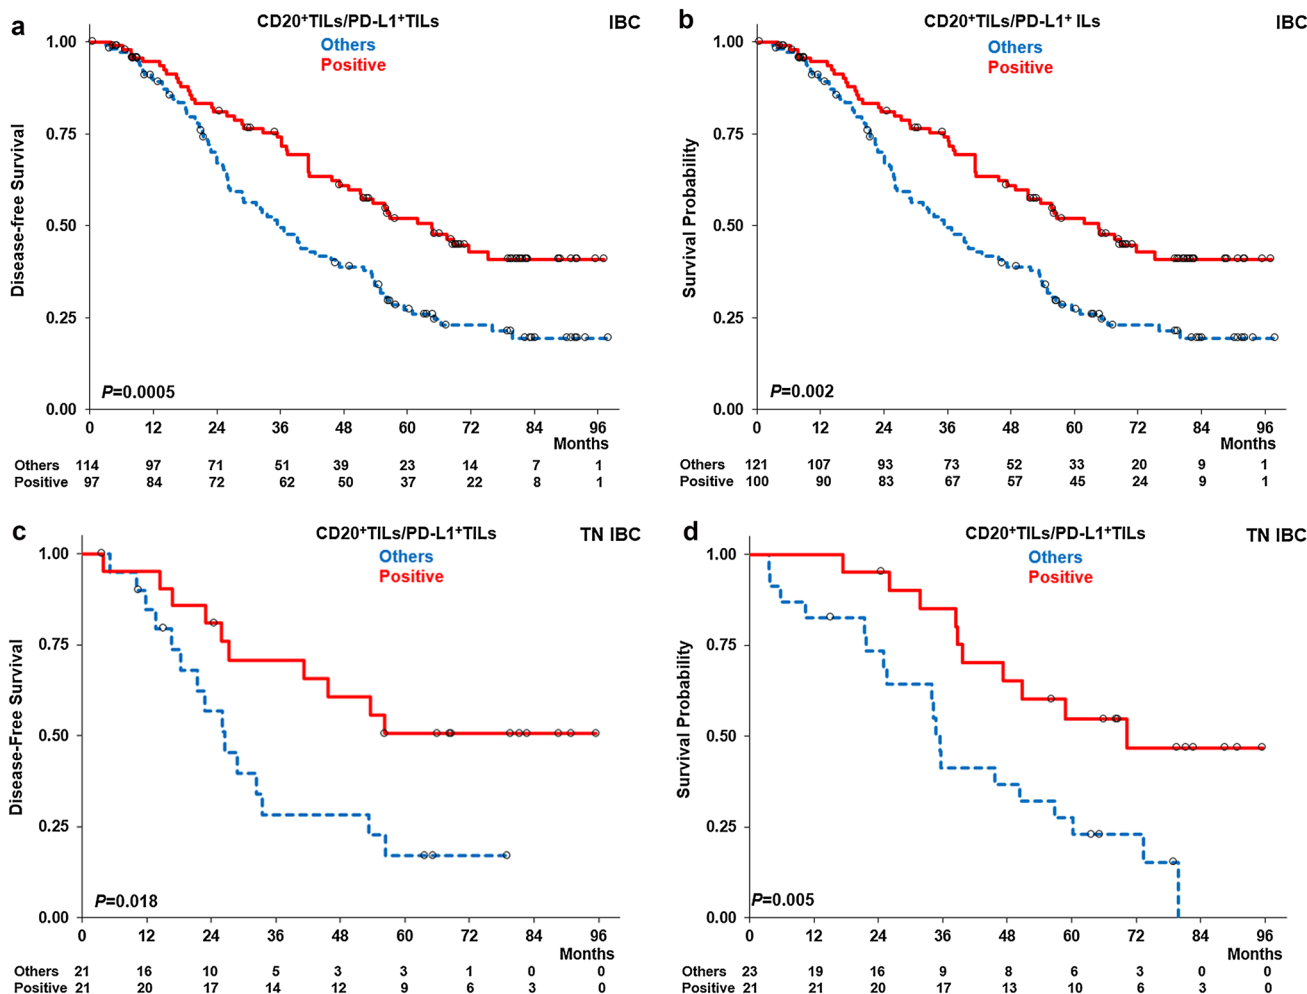 a
CD20+TILs/PD-L1+TILs
IBC
Others
Positive
Disease-free Survival
1.00
0.75
0.50
0.25
0.00
P=0.0005
0 12 24 36 48 60 72 84 96
Months
Others 114 97 71 51 39 23 14 7 1
Positive 97 84 72 62 50 37 22 8 1
b
CD20+TILs/PD-L1+ ILs
IBC
Others
Positive
Survival Probability
1.00
0.75
0.50
0.25
0.00
P=0.002
0 12 24 36 48 60 72 84 96
Months
Others 121 107 93 73 52 33 20 9 1
Positive 100 90 83 67 57 45 24 9 1
c
CD20+TILs/PD-L1+TILs
TN IBC
Others
Positive
Disease-Free Survival
1.00
0.75
0.50
0.25
0.00
P=0.018
0 12 24 36 48 60 72 84 96
Months
Others 21 16 10 5 3 3 1 0 0
Positive 21 20 17 14 12 9 6 3 0
d
CD20+TILs/PD-L1+TILs
TN IBC
Others
Positive
Survival Probability
1.00
0.75
0.50
0.25
0.00
P=0.005
0 12 24 36 48 60 72 84 96
Months
Others 23 19 16 9 8 6 3 0 0
Positive 21 21 20 17 13 10 6 3 0